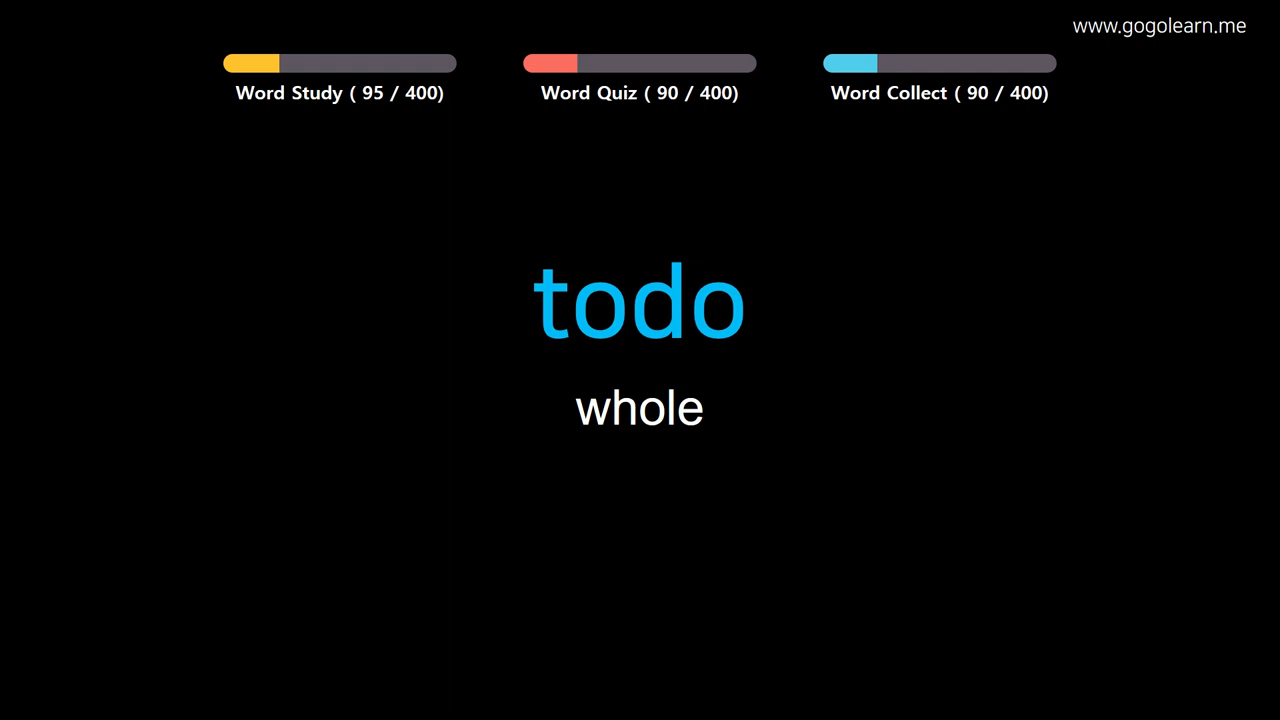 www.gogolearn.me
Word Study ( 95 / 400)
Word Quiz ( 90 / 400)
Word Collect ( 90 / 400)
todo
whole